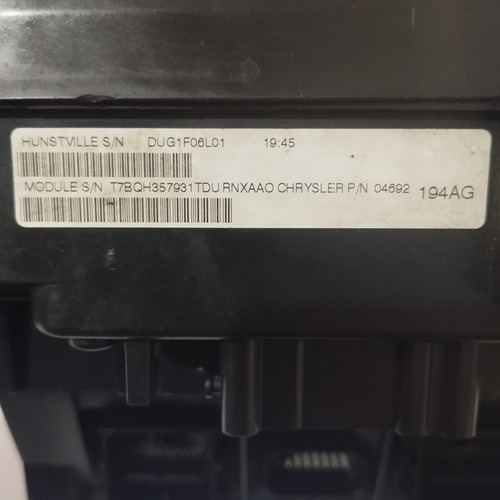 HUNSTVILLE S/N DUG1F06L01 19:45
MODULE S/N T7BQH357931TDU RNXAAO CHRYSLER P/N 04692 194AG